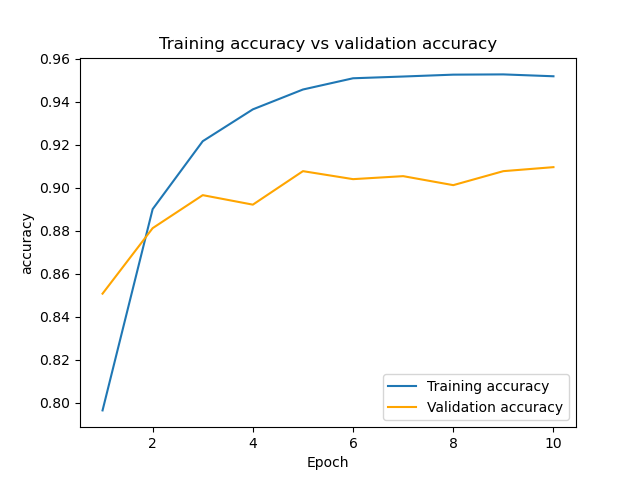 Training accuracy vs validation accuracy
0.96
0.94
0.92
0.90
0.88
0.86
0.84
0.82
0.80
accuracy
Training accuracy
Validation accuracy
2 4 6 8 10
Epoch